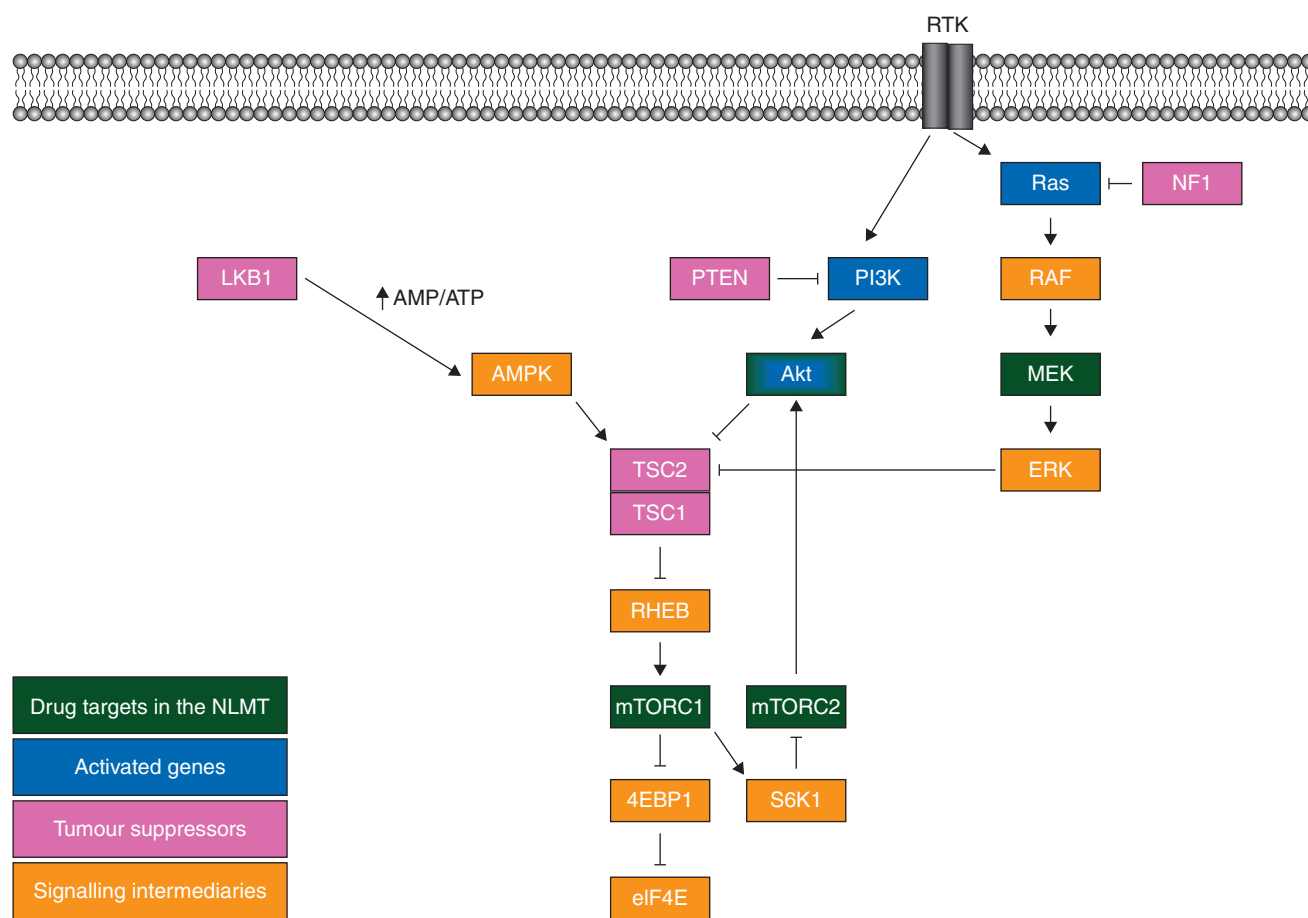 RTK
Ras
NF1
LKB1
AMP/ATP
PTEN
PI3K
RAF
AMPK
Akt
MEK
TSC2
ERK
TSC1
RHEB
Drug targets in the NLMT
mTORC1
mTORC2
Activated genes
4EBP1
S6K1
Tumour suppressors
Signalling intermediaries
eIF4E